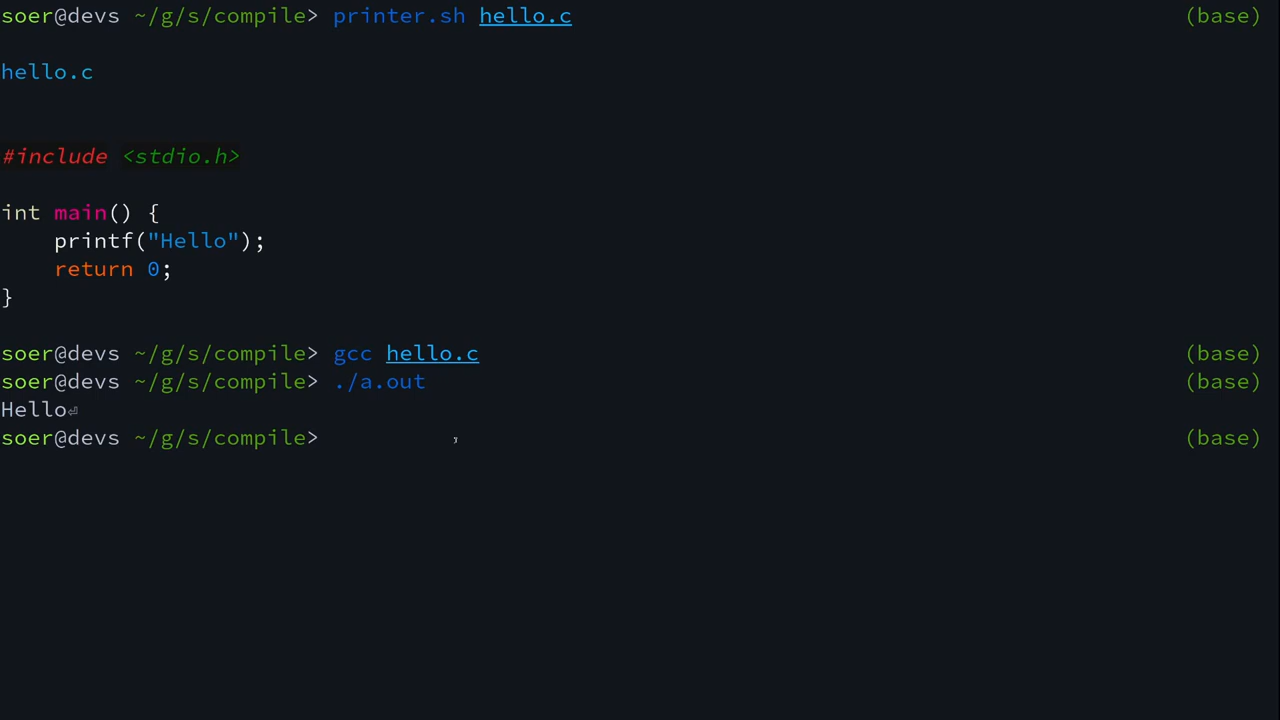 soer@devs ~/g/s/compile> printer.sh hello.c (base)
hello.c
#include <stdio.h>
int main() {
    printf("Hello");
    return 0;
}
soer@devs ~/g/s/compile> gcc hello.c (base)
soer@devs ~/g/s/compile> ./a.out (base)
Hello⏎
soer@devs ~/g/s/compile> (base)